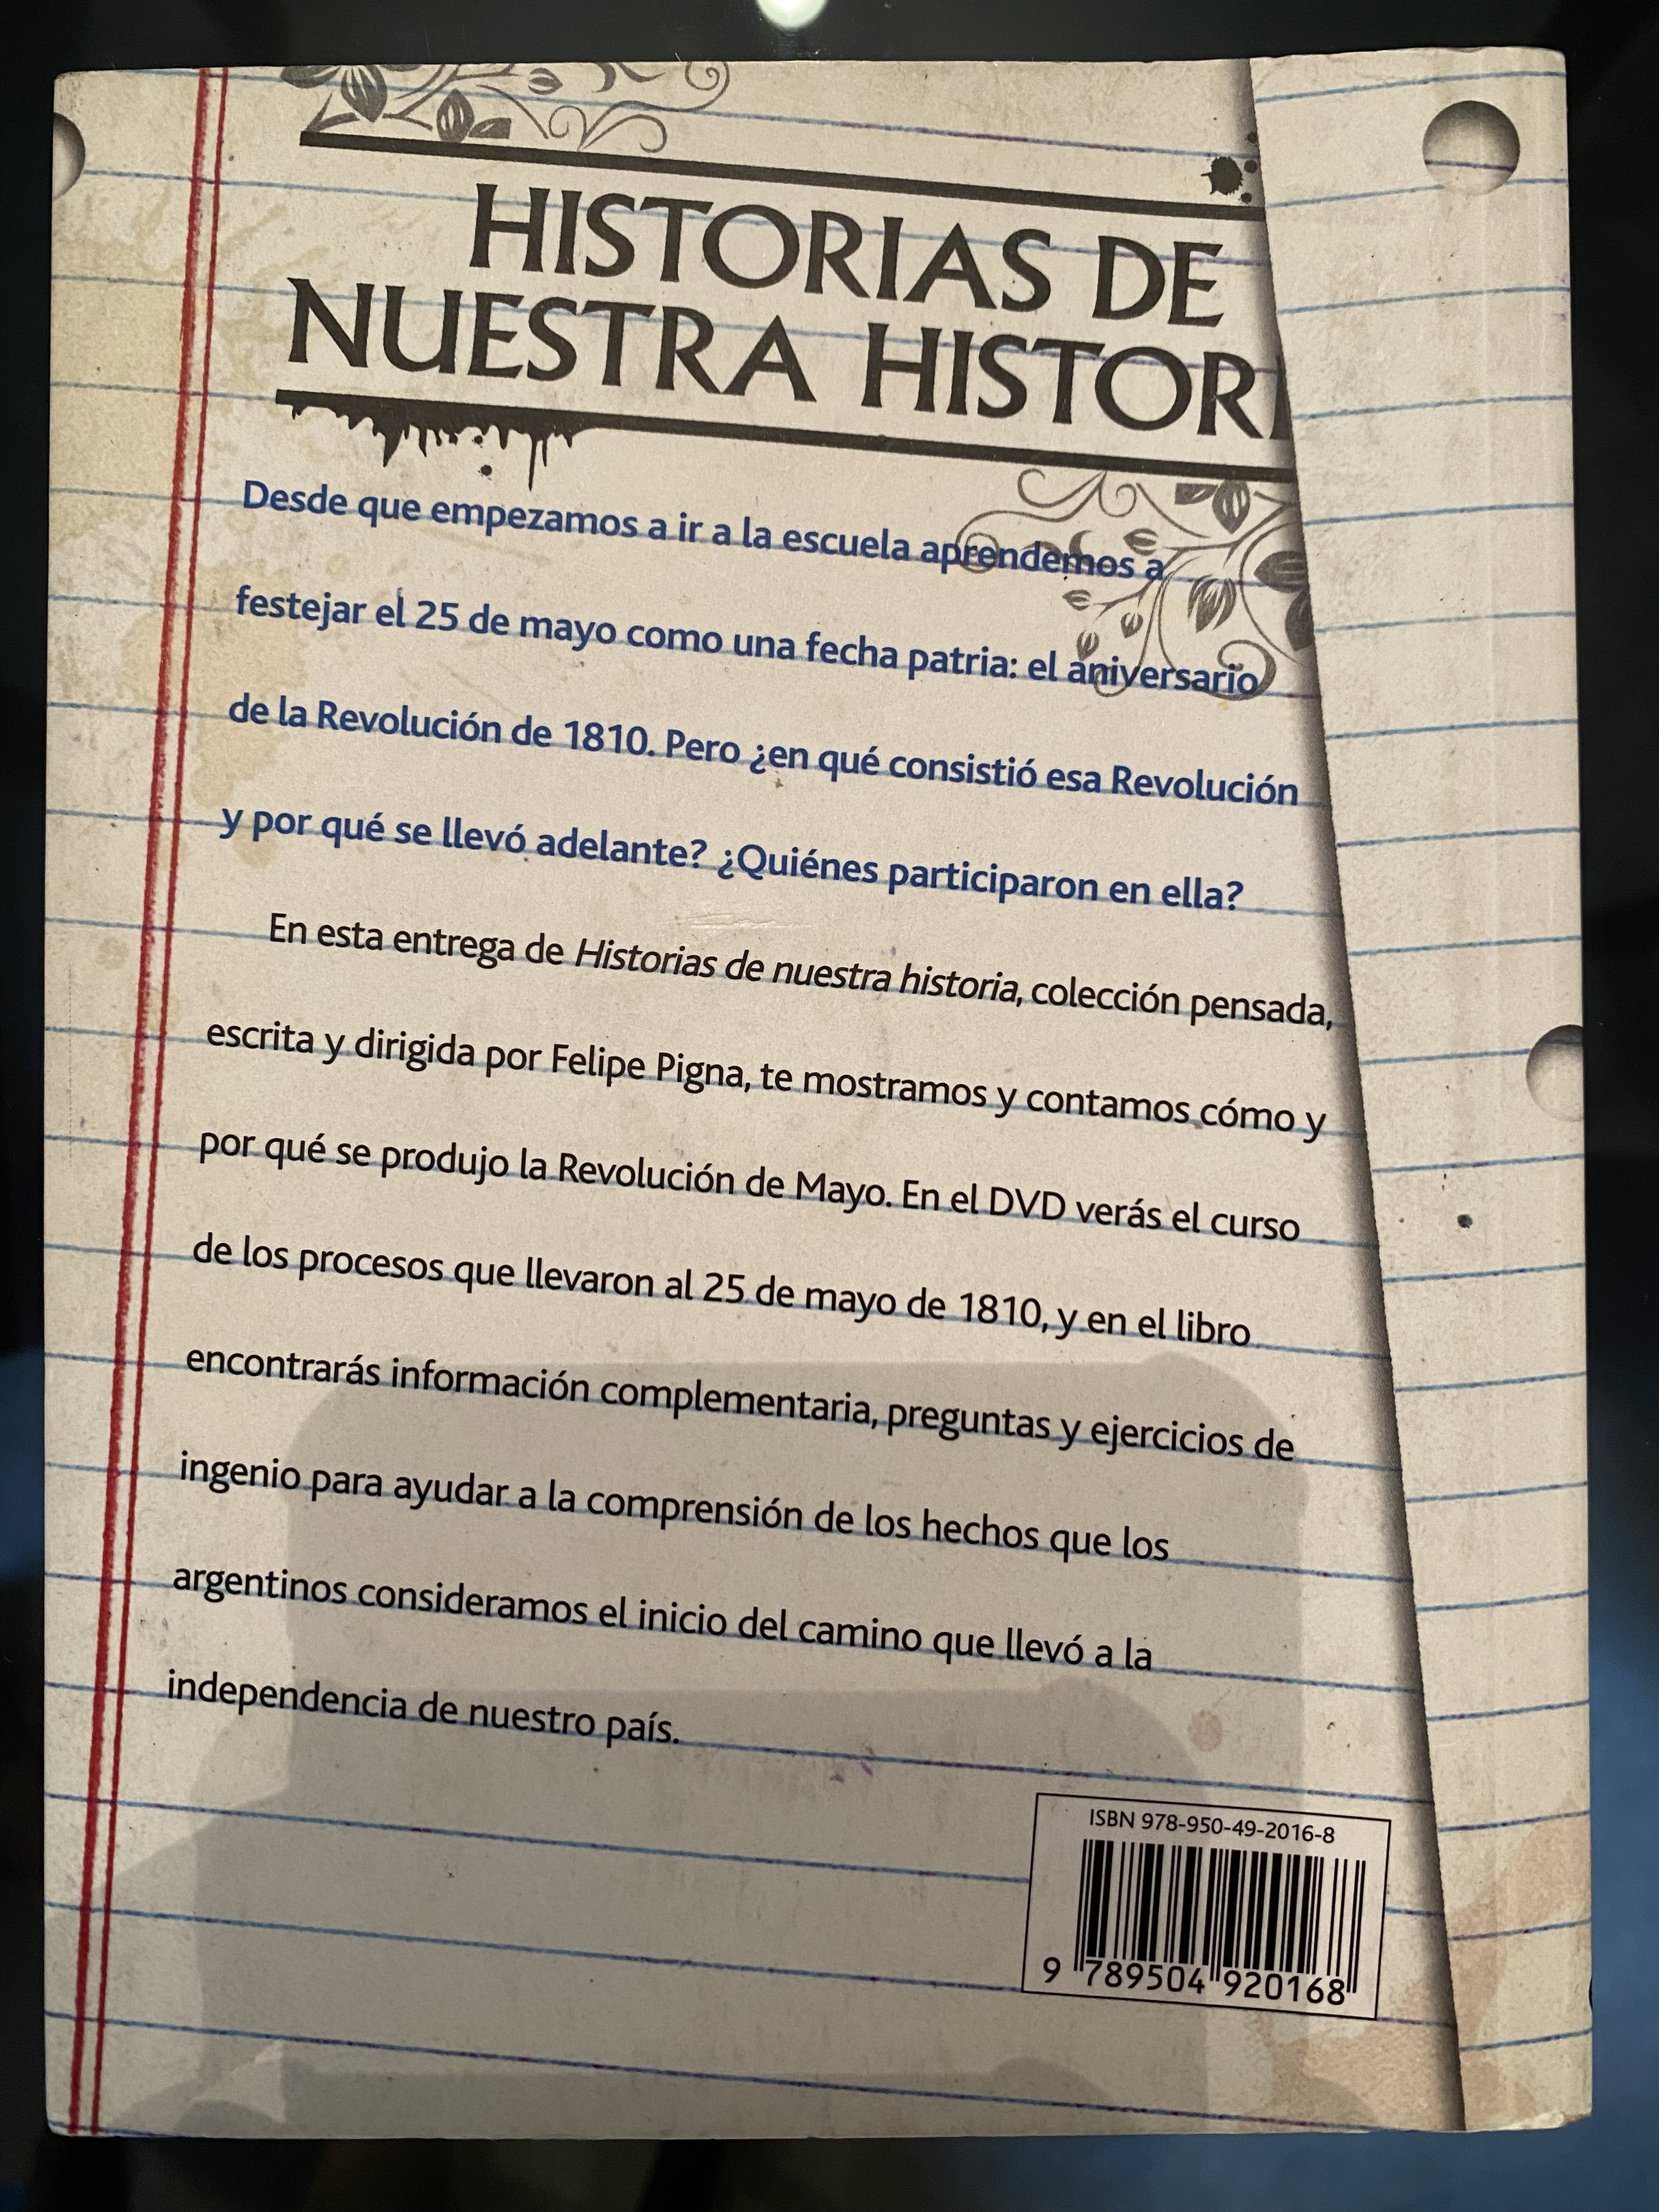 HISTORIAS DE
NUESTRA HISTORI
Desde que empezamos a ir a la escuela aprendemos a
festejar el 25 de mayo como una fecha patria: el aniversario
de la Revolución de 1810. Pero ¿en qué consistió esa Revolución
y por qué se llevó adelante? ¿Quiénes participaron en ella?
En esta entrega de Historias de nuestra historia, colección pensada,
escrita y dirigida por Felipe Pigna, te mostramos y contamos cómo y
por qué se produjo la Revolución de Mayo. En el DVD verás el curso
de los procesos que llevaron al 25 de mayo de 1810, y en el libro
encontrarás información complementaria, preguntas y ejercicios de
ingenio para ayudar a la comprensión de los hechos que los
argentinos consideramos el inicio del camino que llevó a la
independencia de nuestro país.
ISBN 978-950-49-2016-8
9 789504 920168